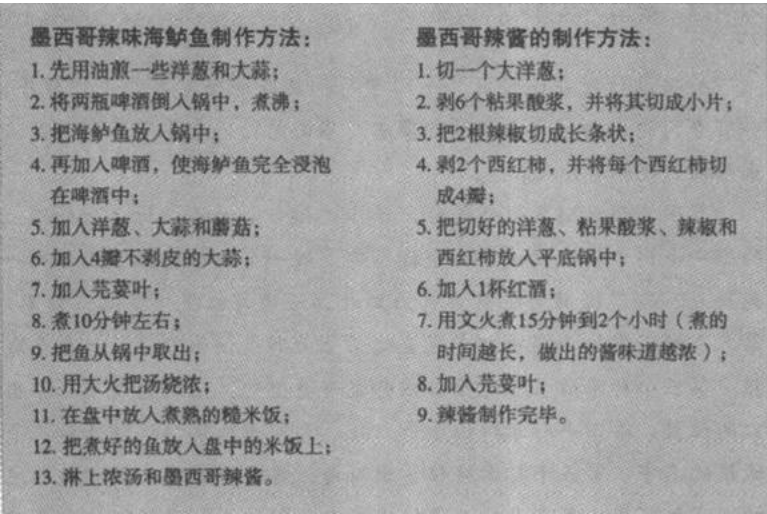 墨西哥辣味海鲈鱼制作方法：
1. 先用油煎一些洋葱和大蒜；
2. 将两瓶啤酒倒入锅中，煮沸；
3. 把海鲈鱼放入锅中；
4. 再加入啤酒，使海鲈鱼完全浸泡
在啤酒中；
5. 加入洋葱、大蒜和蘑菇；
6. 加入4瓣不剥皮的大蒜；
7. 加入芫荽叶；
8. 煮10分钟左右；
9. 把鱼从锅中取出；
10. 用大火把汤烧浓；
11. 在盘中放入煮熟的糙米饭；
12. 把煮好的鱼放入盘中的米饭上；
13. 淋上浓汤和墨西哥辣酱。
墨西哥辣酱的制作方法：
1. 切一个大洋葱；
2. 剥6个粘果酸浆，并将其切成小片；
3. 把2根辣椒切成长条状；
4. 剥2个西红柿，并将每个西红柿切
成4瓣；
5. 把切好的洋葱、粘果酸浆、辣椒和
西红柿放入平底锅中；
6. 加入1杯红酒；
7. 用文火煮15分钟到2个小时（煮的
时间越长，做出的酱味道越浓）；
8. 加入芫荽叶；
9. 辣酱制作完毕。